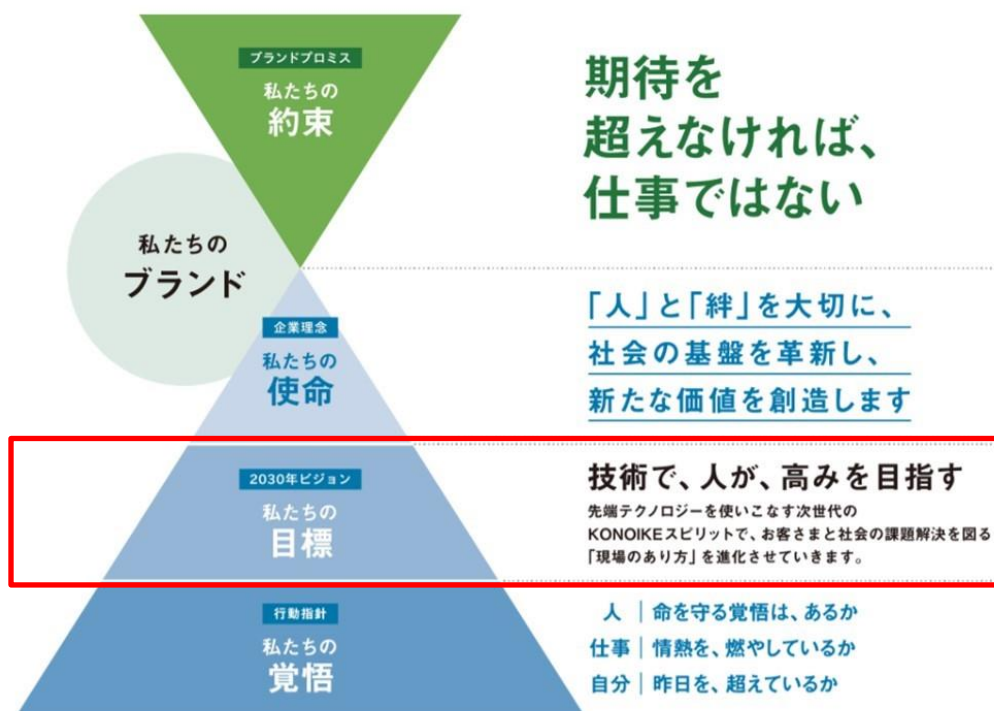 ブランドプロミス
私たちの
約束
期待を
超えなければ、
仕事ではない
私たちの
ブランド
企業理念
私たちの
使命
「人」と「絆」を大切に、
社会の基盤を革新し、
新たな価値を創造します
2030年ビジョン
私たちの
目標
技術で、人が、高みを目指す
先端テクノロジーを使いこなす次世代の
KONOIKEスピリットで、お客さまと社会の課題解決を図る
「現場のあり方」を進化させていきます。
行動指針
私たちの
覚悟
人｜命を守る覚悟は、あるか
仕事｜情熱を、燃やしているか
自分｜昨日を、超えているか